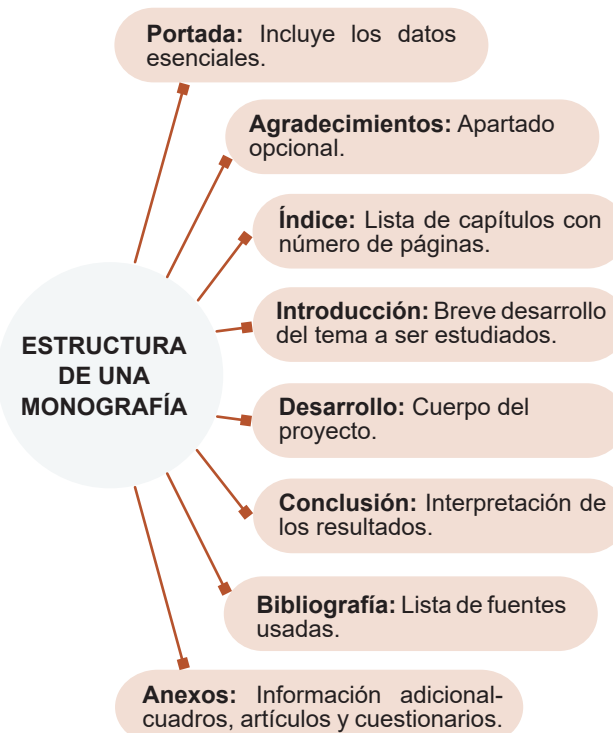 Portada: Incluye los datos
esenciales.
Agradecimientos: Apartado
opcional.
Índice: Lista de capítulos con
número de páginas.
Introducción: Breve desarrollo
del tema a ser estudiados.
ESTRUCTURA
DE UNA
MONOGRAFÍA
Desarrollo: Cuerpo del
proyecto.
Conclusión: Interpretación de
los resultados.
Bibliografía: Lista de fuentes
usadas.
Anexos: Información adicional-
cuadros, artículos y cuestionarios.